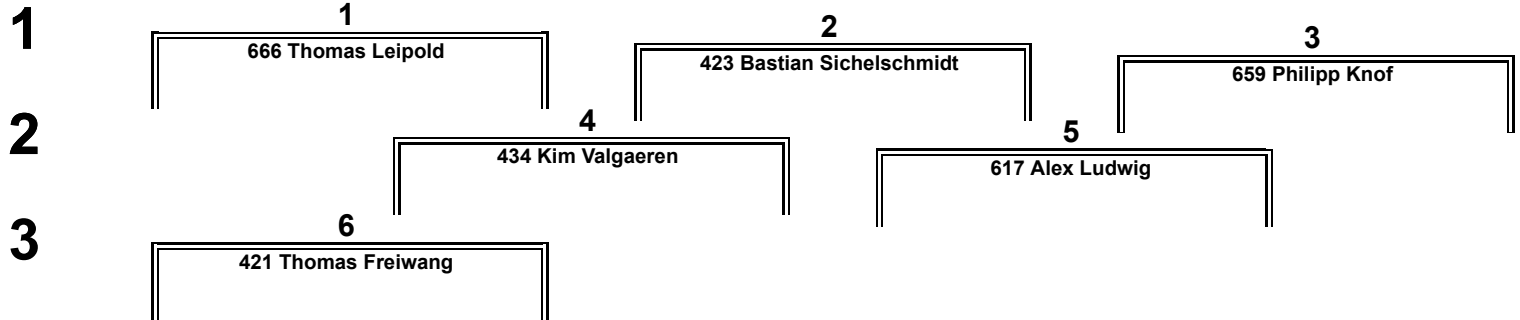 1
1
666 Thomas Leipold
2
423 Bastian Sichelschmidt
3
659 Philipp Knof
2
4
434 Kim Valgaeren
5
617 Alex Ludwig
3
6
421 Thomas Freiwang